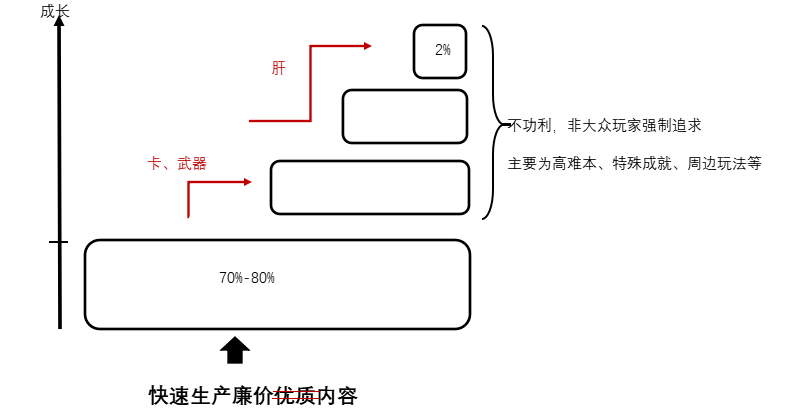 成长
2%
肝
不功利，非大众玩家强制追求
卡、武器
主要为高难本、特殊成就、周边玩法等
70%-80%
快速生产廉价优质内容